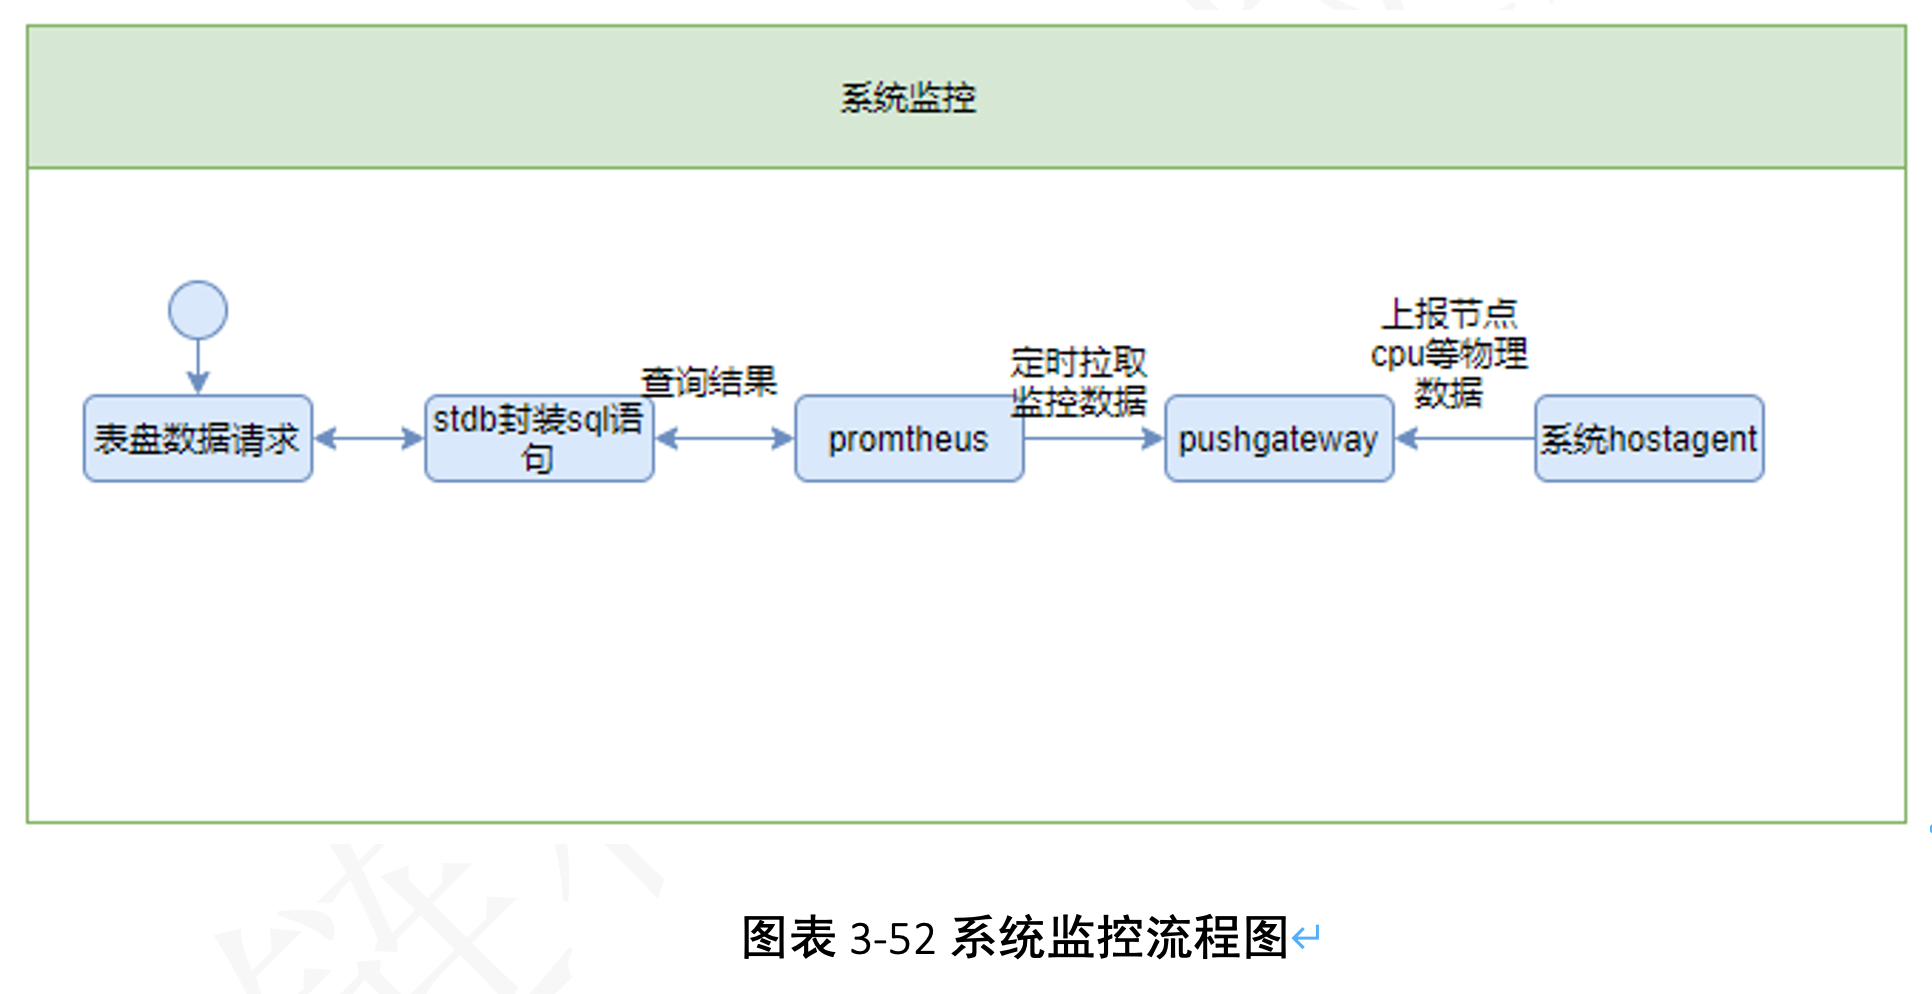 系统监控
上报节点
cpu等物理
数据
定时拉取
监控数据
查询结果
表盘数据请求
stdb封装sql语
句
promtheus
pushgateway
系统hostagent
图表 3-52 系统监控流程图